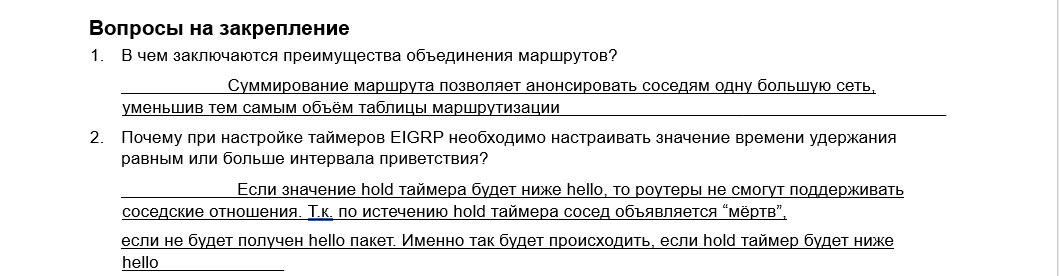 Вопросы на закрепление
1. В чем заключаются преимущества объединения маршрутов?
Суммирование маршрута позволяет анонсировать соседям одну большую сеть,
уменьшив тем самым объём таблицы маршрутизации
2. Почему при настройке таймеров EIGRP необходимо настраивать значение времени удержания
равным или больше интервала приветствия?
Если значение hold таймера будет ниже hello, то роутеры не смогут поддерживать
соседские отношения. Т.к. по истечению hold таймера сосед объявляется “мёртв”,
если не будет получен hello пакет. Именно так будет происходить, если hold таймер будет ниже
hello